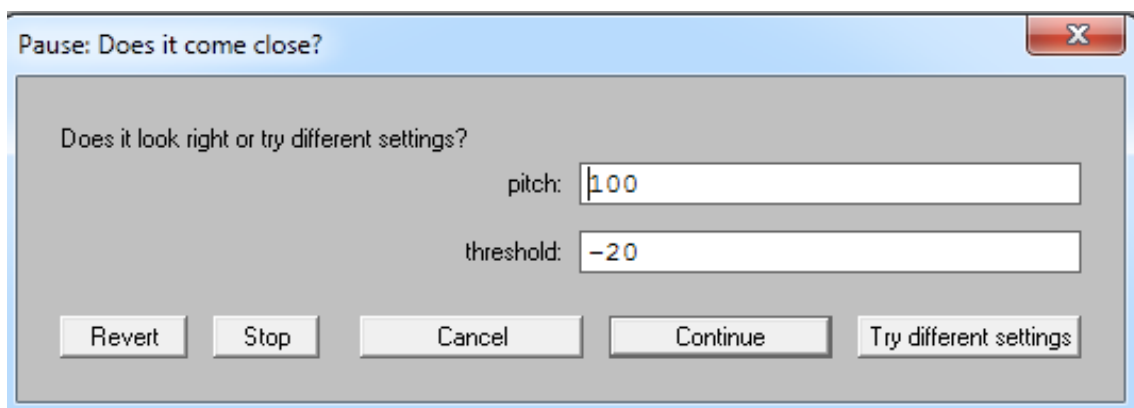 Pause: Does it come close?
Does it look right or try different settings?
pitch: 100
threshold: -20
Revert Stop Cancel Continue Try different settings